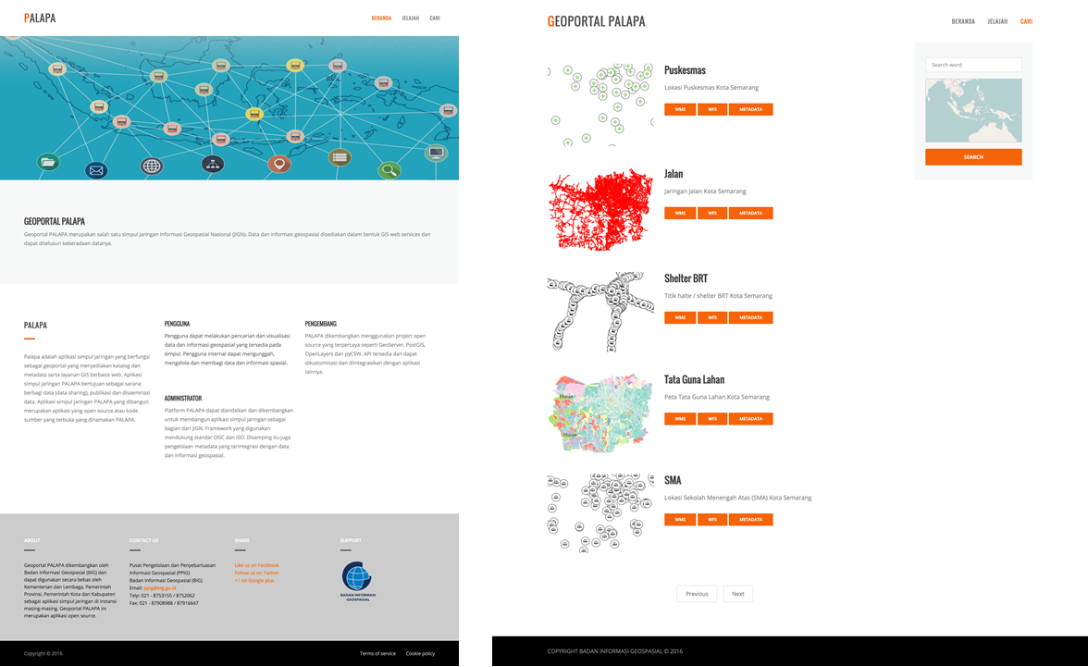 PALAPA
BERANDA JELAJAH CARI
GEOPORTAL PALAPA
Geoportal PALAPA merupakan salah satu simpul Jaringan Informasi Geospasial Nasional (JIGN). Data dan informasi geospasial disediakan dalam bentuk GIS web services dan
dapat ditelusuri keberadaan datanya.
PALAPA
Palapa adalah aplikasi simpul jaringan yang berfungsi
sebagai geoportal yang menyediakan katalog dan
metadata serta layanan GIS berbasis web. Aplikasi
simpul jaringan PALAPA bertujuan sebagai sarana
berbagi data (data sharing), publikasi dan diseminasi
data. Aplikasi simpul jaringan PALAPA yang dibangun
merupakan aplikasi yang open source atau kode
sumber yang terbuka yang dinamakan PALAPA.
PENGGUNA
Pengguna dapat melakukan pencarian dan visualisasi
data dan informasi geospasial yang tersedia pada
simpul. Pengguna internal dapat mengunggah,
mengelola dan membagi data dan informasi spasial.
ADMINISTRATOR
Platform PALAPA dapat diandalkan dan dikembangkan
untuk membangun aplikasi simpul jaringan sebagai
bagian dari JIGN. Framework yang digunakan
mendukung standar OGC dan ISO. Disamping itu juga
pengelolaan metadata yang terintegrasi dengan data
dan informasi geospasial.
PENGEMBANG
PALAPA dikembangkan menggunakan project open
source yang terpercaya seperti GeoServer, PostGIS,
OpenLayers dan pyCSW. API tersedia dan dapat
dikustomisasi dan diintegrasikan dengan aplikasi
lainnya.
ABOUT
Geoportal PALAPA dikembangkan oleh
Badan Informasi Geospasial (BIG) dan
dapat digunakan secara bebas oleh
Kementerian dan Lembaga, Pemerintah
Provinsi, Pemerintah Kota dan Kabupaten
sebagai aplikasi simpul jaringan di instansi
masing-masing. Geoportal PALAPA ini
merupakan aplikasi open source.
CONTACT US
Pusat Pengelolaan dan Penyebarluasan
Informasi Geospasial (PPIG)
Badan Informasi Geospasial (BIG)
Email: ppig@big.go.id
Telp: 021 - 8753155 / 8752062
Fax: 021 - 87908988 / 87916647
SHARE
Like us on Facebook
Follow us on Twitter
+1 on Google plus
SUPPORT
BADAN INFORMASI
GEOSPASIAL
Copyright © 2016
Terms of service Cookie policy
GEOPORTAL PALAPA
BERANDA JELAJAH CARI
Puskesmas
Lokasi Puskesmas Kota Semarang
WMS WFS METADATA
Jalan
Jaringan Jalan Kota Semarang
WMS WFS METADATA
Shelter BRT
Titik halte / shelter BRT Kota Semarang
WMS WFS METADATA
Tata Guna Lahan
Peta Tata Guna Lahan Kota Semarang
WMS WFS METADATA
SMA
Lokasi Sekolah Menengah Atas (SMA) Kota Semarang
WMS WFS METADATA
Search word
SEARCH
Previous Next
COPYRIGHT BADAN INFORMASI GEOSPASIAL © 2016